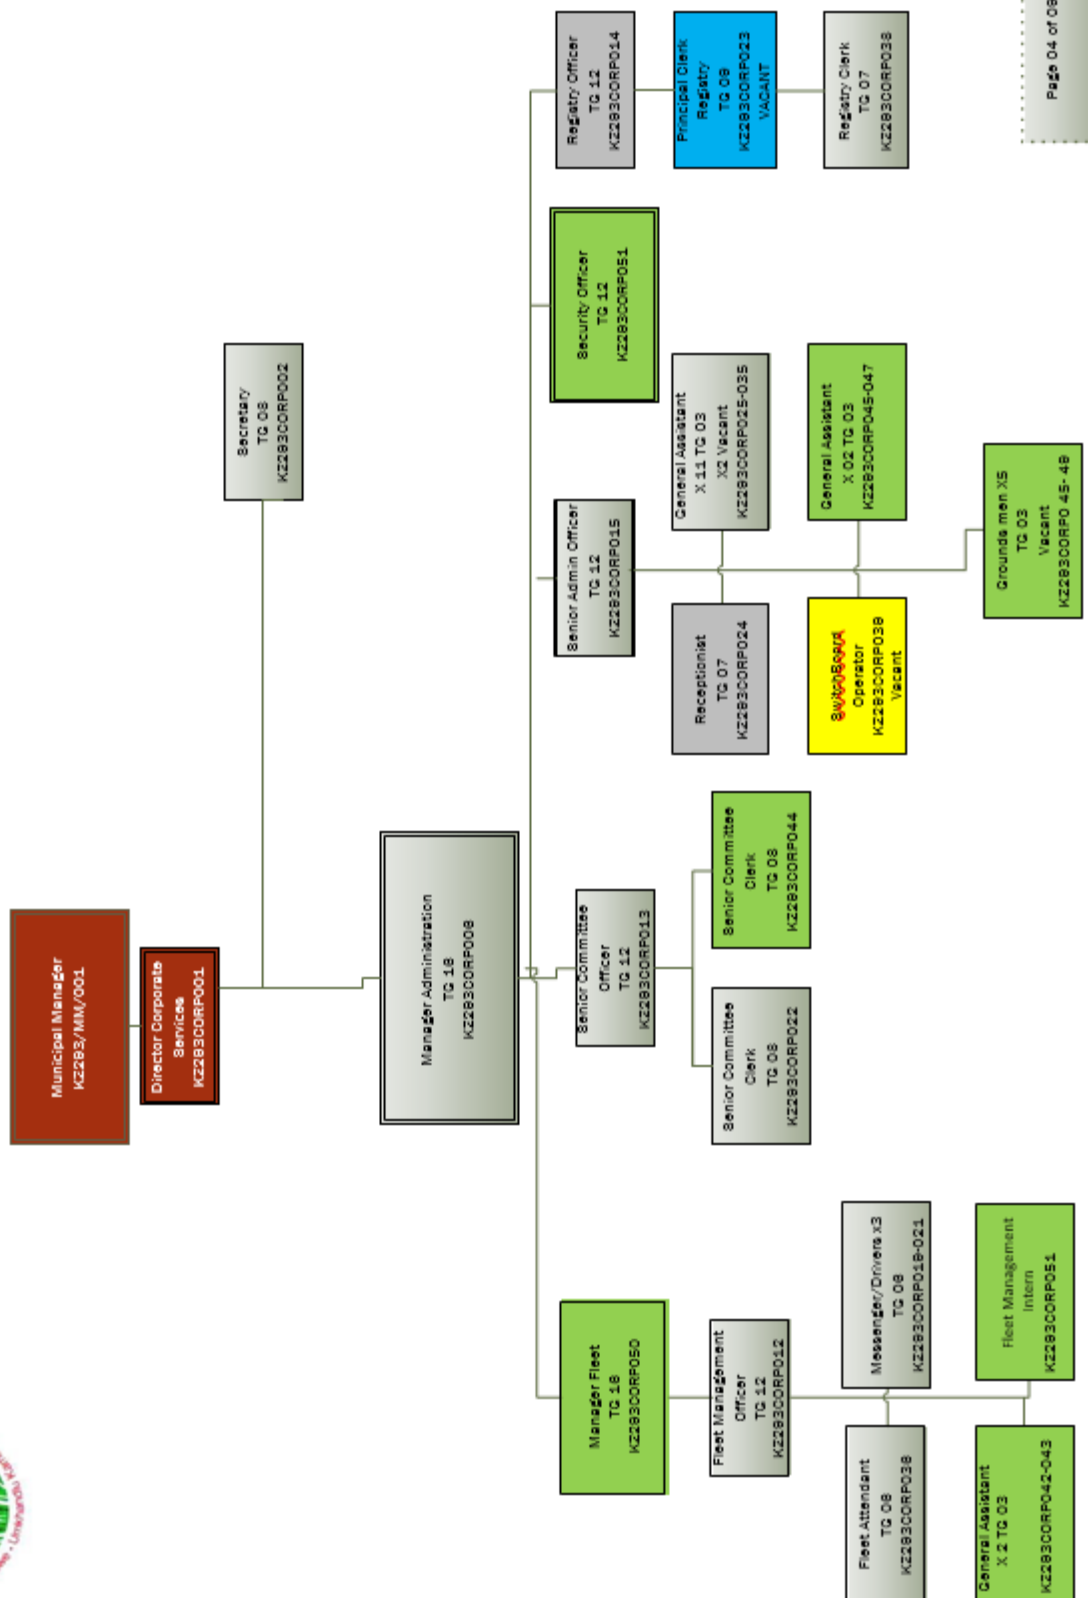 Municipal Manager
KZ283/MM/001
Director Corporate
Services
KZ283CORP001
Secretary
TG 08
KZ283CORP002
Manager Administration
TG 16
KZ283CORP008
Manager Fleet
TG 16
KZ283CORP050
Fleet Management
Officer
TG 12
KZ283CORP012
Fleet Attendant
TG 08
KZ283CORP038
Messenger/Drivers x3
TG 06
KZ283CORP019-021
General Assistant
X 2 TG 03
KZ283CORP042-043
Fleet Management
Intern
KZ283CORP051
Senior Committee
Officer
TG 12
KZ283CORP013
Senior Committee
Clerk
TG 08
KZ283CORP022
Senior Committee
Clerk
TG 08
KZ283CORP044
Senior Admin Officer
TG 12
KZ283CORP015
Receptionist
TG 07
KZ283CORP024
General Assistant
X 11 TG 03
X2 Vacant
KZ283CORP025-035
SwitchBoard
Operator
KZ283CORP039
Vacant
General Assistant
X 02 TG 03
KZ283CORP045-047
Grounds men X5
TG 03
Vacant
KZ283CORP0 45- 49
Security Officer
TG 12
KZ283CORP051
Registry Officer
TG 12
KZ283CORP014
Principal Clerk
Registry
TG 09
KZ283CORP023
VACANT
Registry Clerk
TG 07
KZ283CORP038
Page 04 of 08